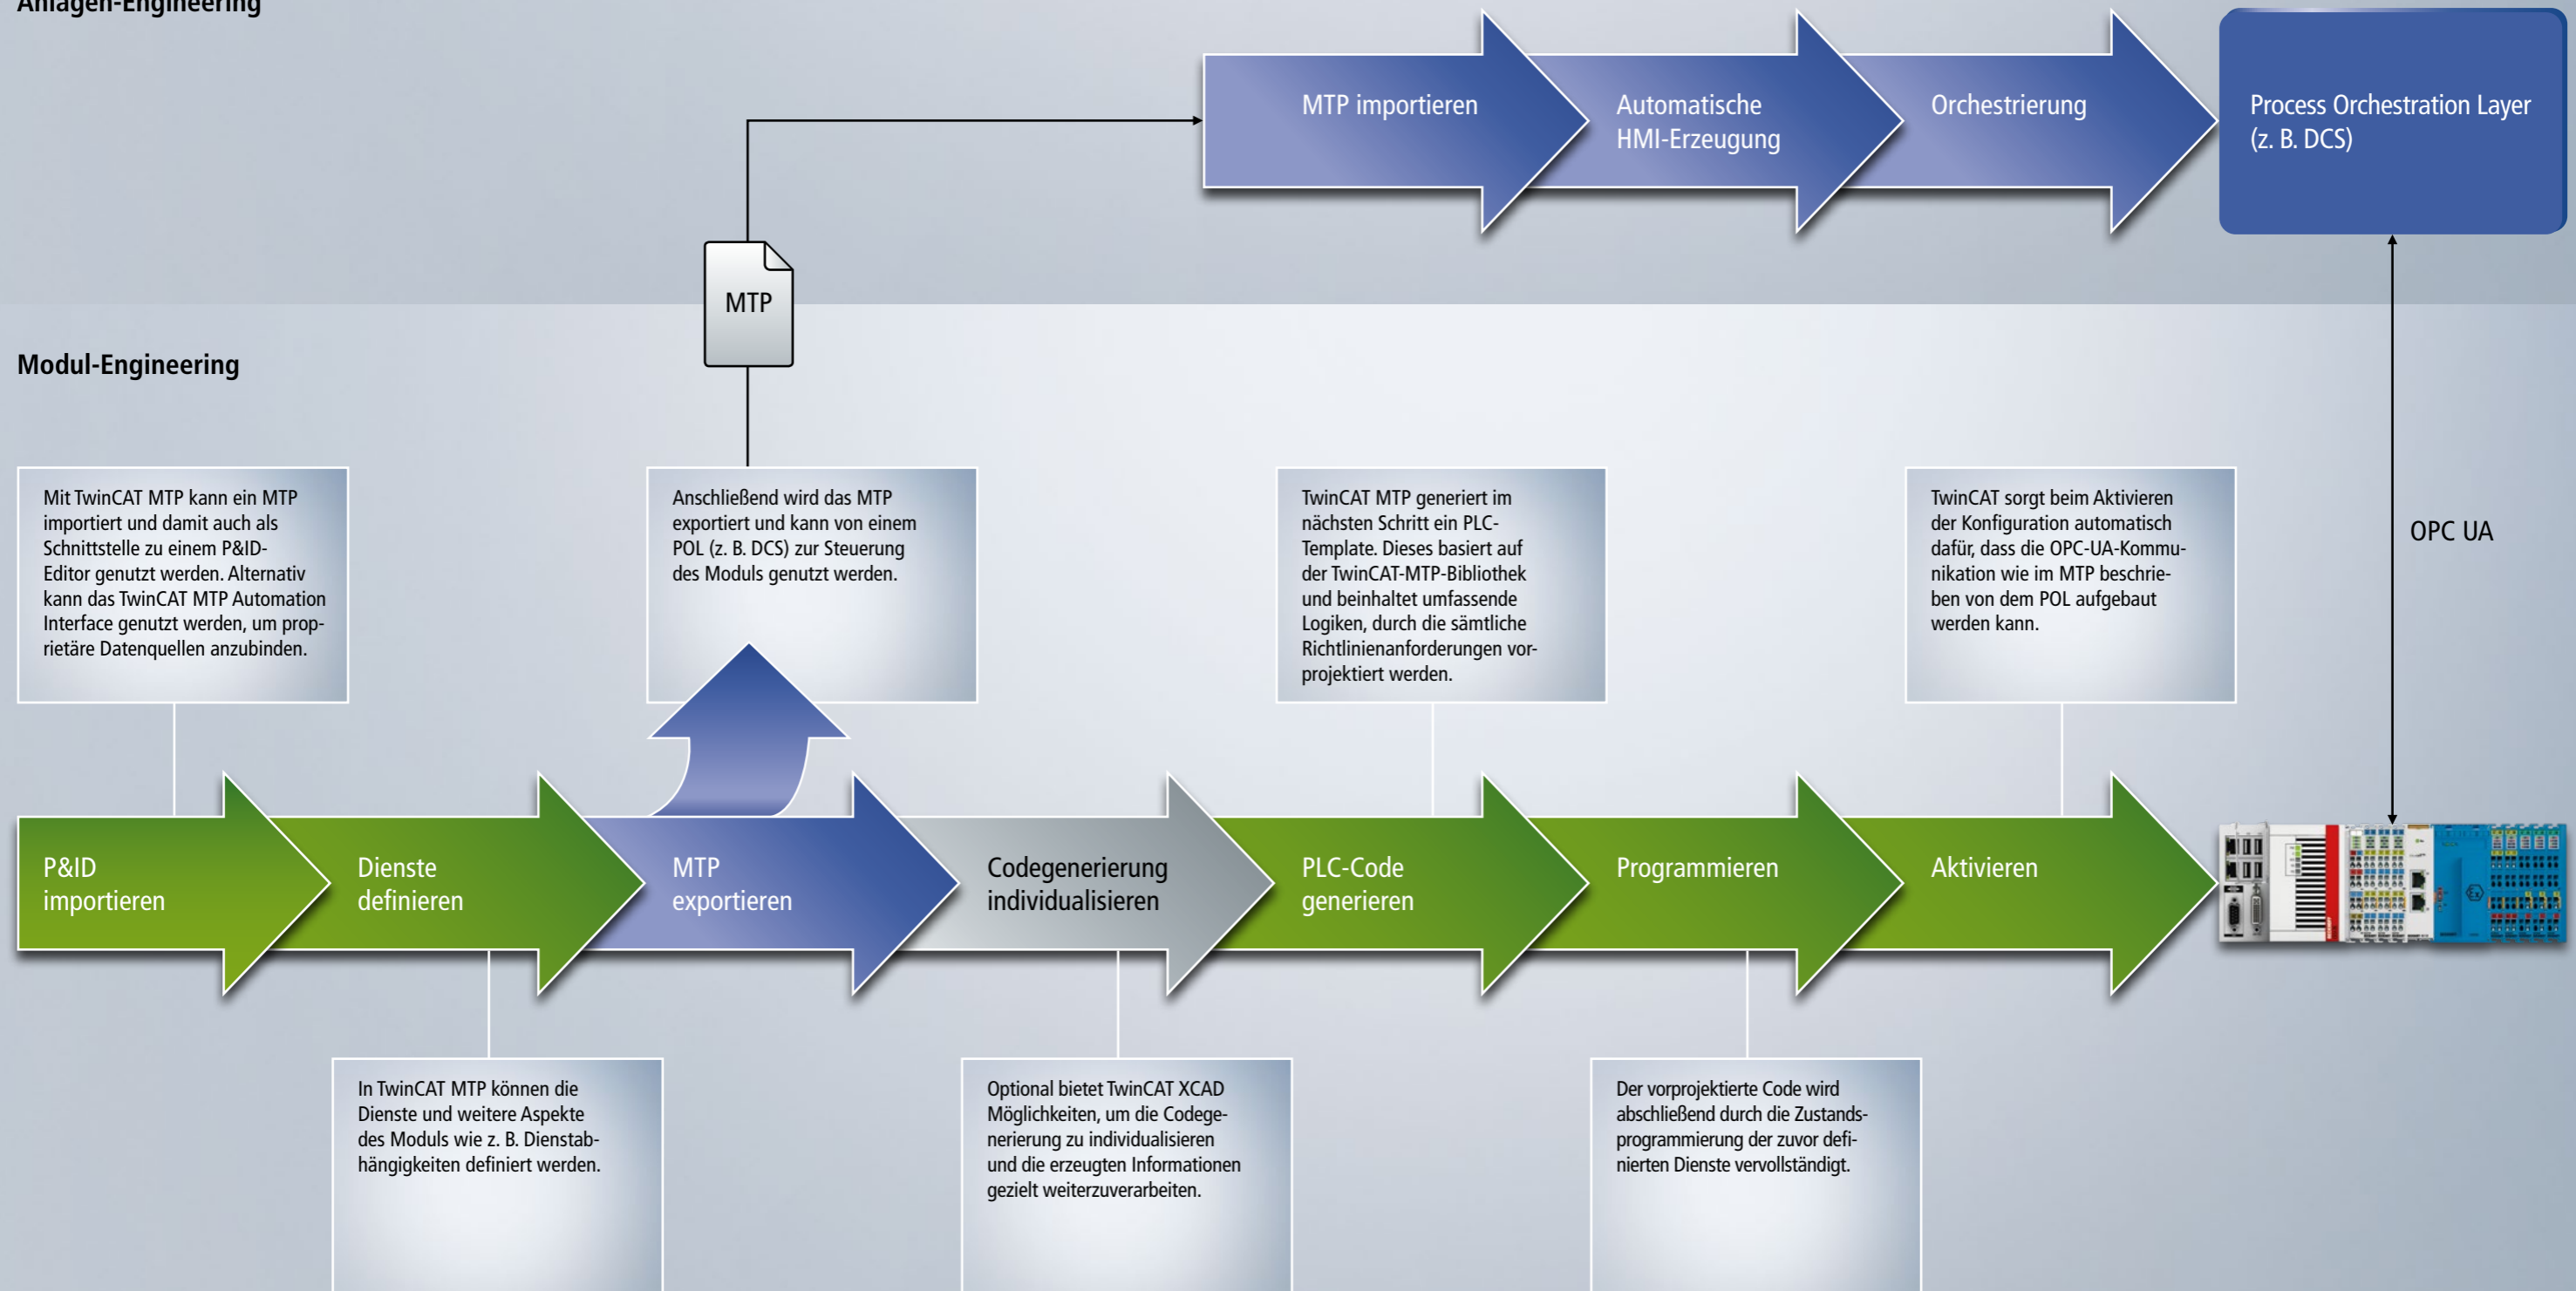 Anlagen-Engineering
MTP importieren
Automatische
HMI-Erzeugung
Orchestrierung
Process Orchestration Layer
(z. B. DCS)
MTP
Modul-Engineering
Mit TwinCAT MTP kann ein MTP
importiert und damit auch als
Schnittstelle zu einem P&ID-
Editor genutzt werden. Alternativ
kann das TwinCAT MTP Automation
Interface genutzt werden, um prop-
rietäre Datenquellen anzubinden.
Anschließend wird das MTP
exportiert und kann von einem
POL (z. B. DCS) zur Steuerung
des Moduls genutzt werden.
TwinCAT MTP generiert im
nächsten Schritt ein PLC-
Template. Dieses basiert auf
der TwinCAT-MTP-Bibliothek
und beinhaltet umfassende
Logiken, durch die sämtliche
Richtlinienanforderungen vor-
projektiert werden.
TwinCAT sorgt beim Aktivieren
der Konfiguration automatisch
dafür, dass die OPC-UA-Kommu-
nikation wie im MTP beschrie-
ben von dem POL aufgebaut
werden kann.
OPC UA
P&ID
importieren
Dienste
definieren
MTP
exportieren
Codegenerierung
individualisieren
PLC-Code
generieren
Programmieren
Aktivieren
In TwinCAT MTP können die
Dienste und weitere Aspekte
des Moduls wie z. B. Dienstab-
hängigkeiten definiert werden.
Optional bietet TwinCAT XCAD
Möglichkeiten, um die Codege-
nerierung zu individualisieren
und die erzeugten Informationen
gezielt weiterzuverarbeiten.
Der vorprojektierte Code wird
abschließend durch die Zustands-
programmierung der zuvor defi-
nierten Dienste vervollständigt.